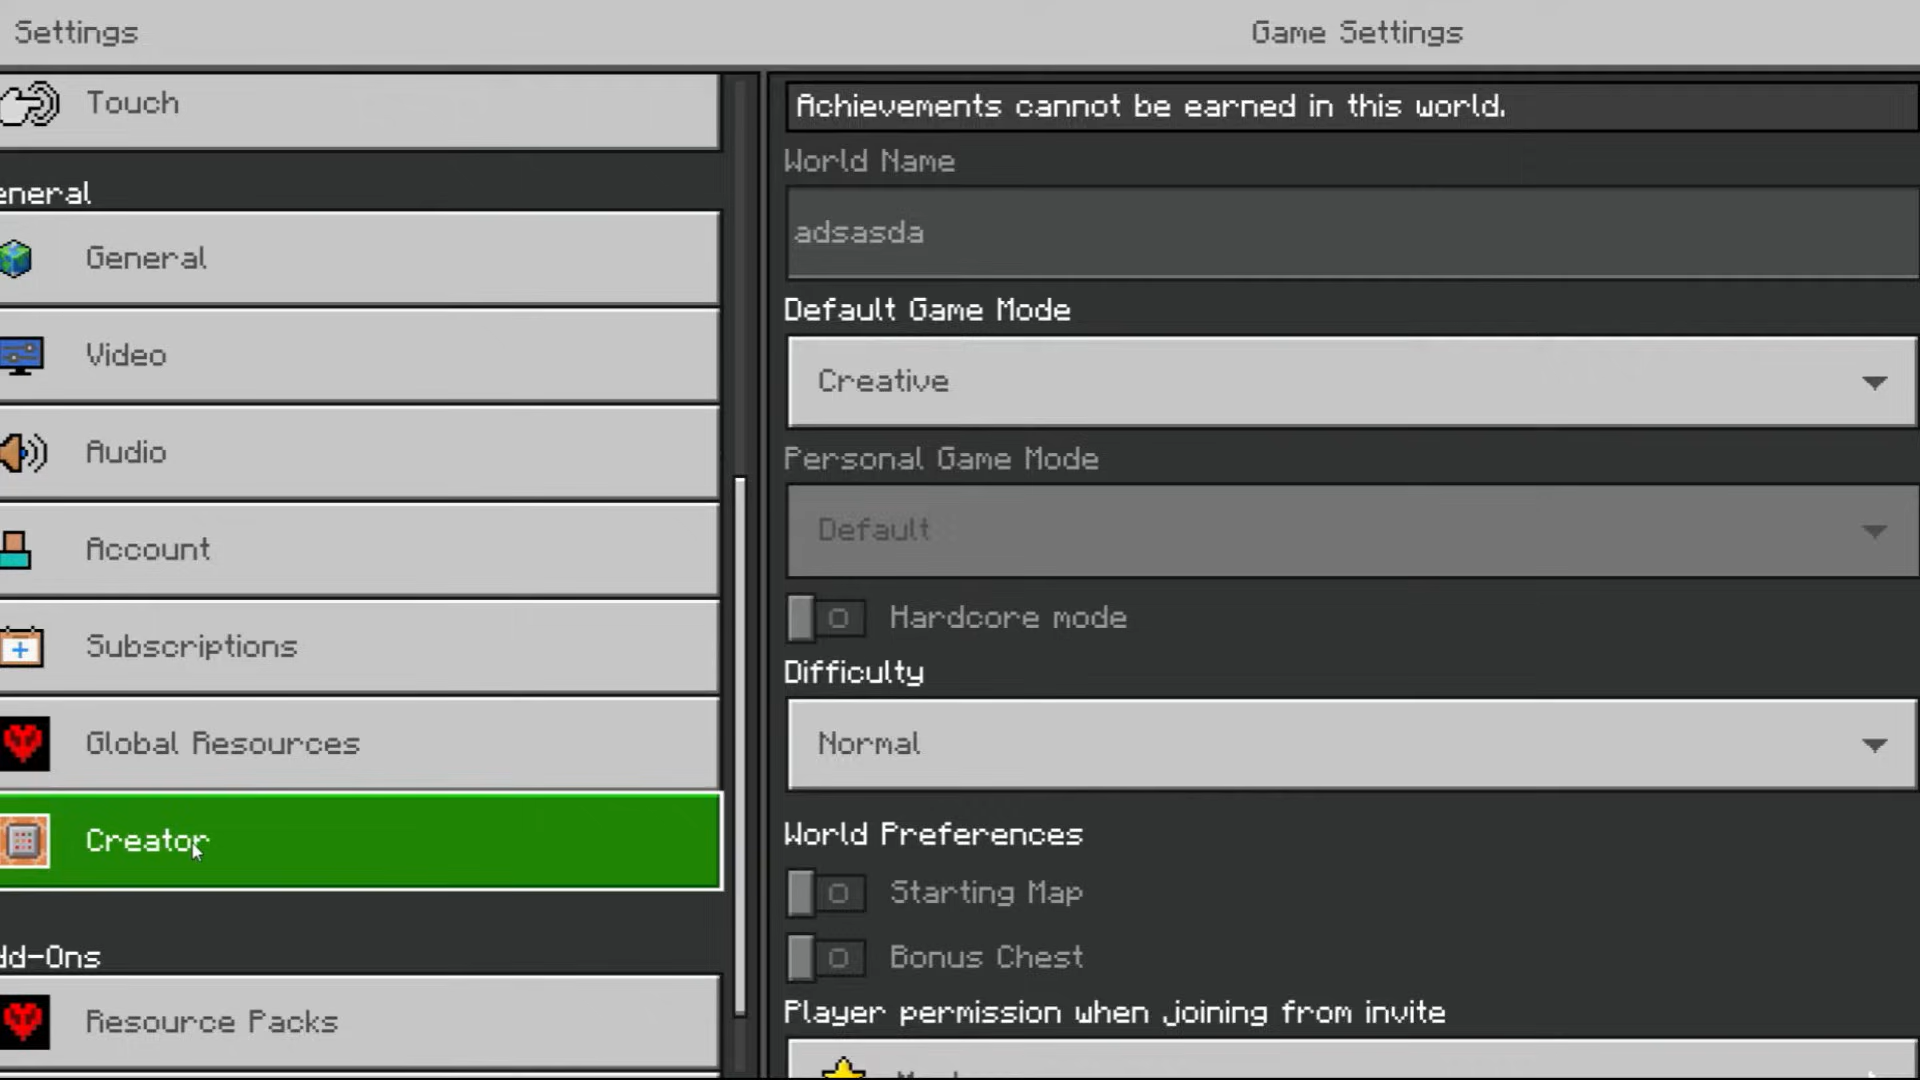 Settings
Game Settings
Touch
eneral
General
Video
Audio
Account
Subscriptions
Global Resources
Creator
dd-Ons
Resource Packs
Achievements cannot be earned in this world.
World Name
adsasda
Default Game Mode
Creative
Personal Game Mode
Default
Hardcore mode
Difficulty
Normal
World Preferences
Starting Map
Bonus Chest
Player permission when joining from invite